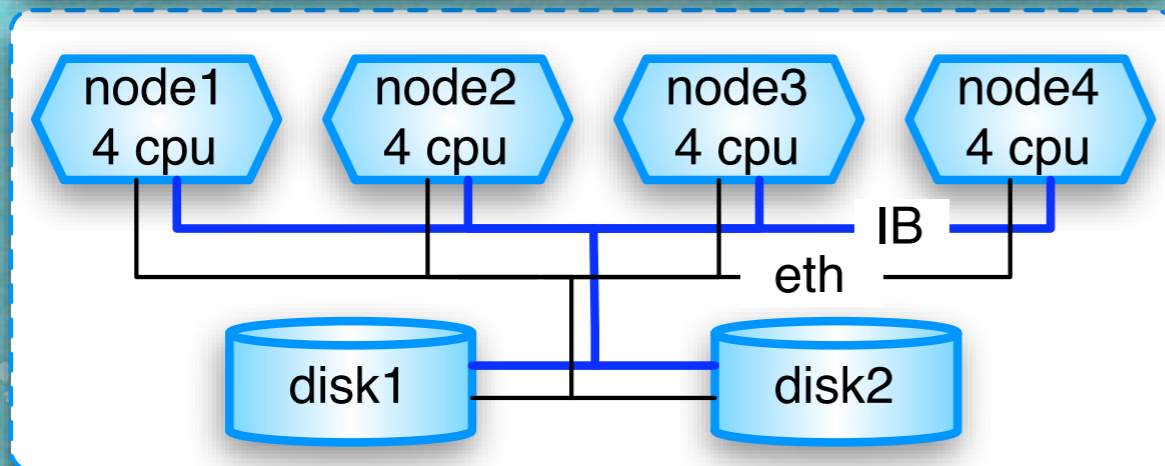 node1
4 cpu
node2
4 cpu
node3
4 cpu
node4
4 cpu
IB
eth
disk1
disk2